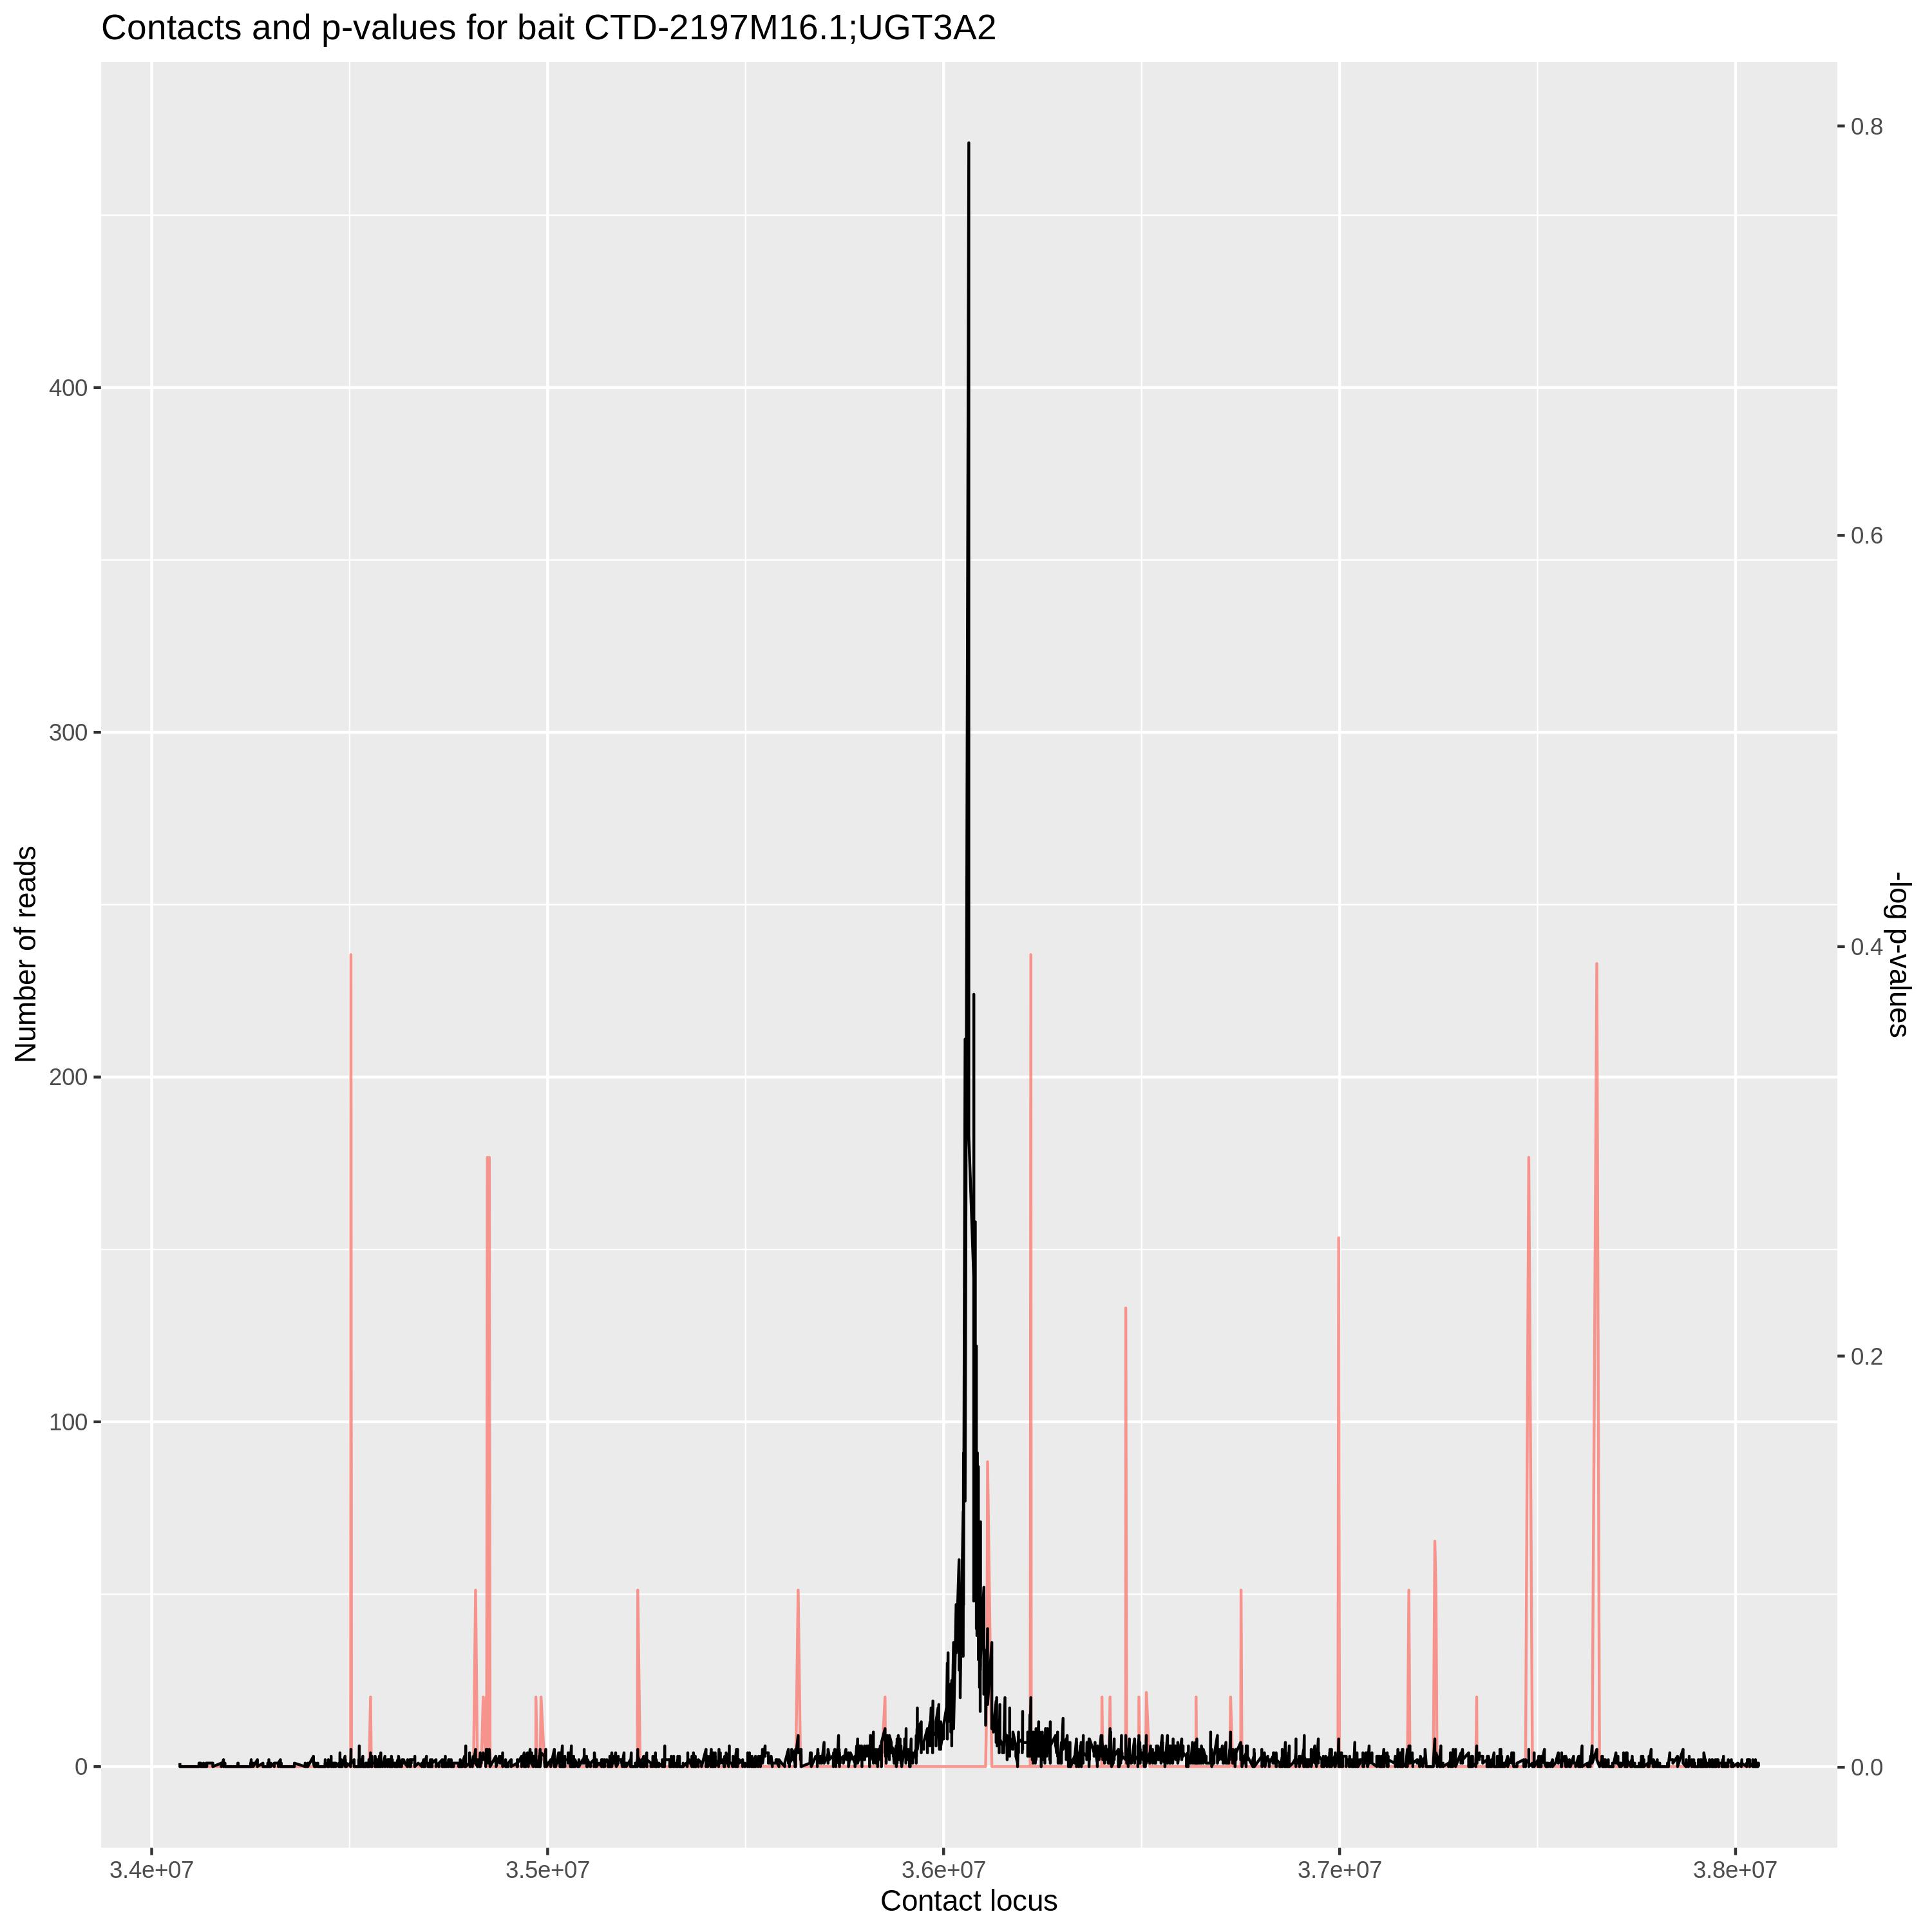 Contacts and p-values for bait CTD-2197M16.1;UGT3A2
Number of reads
400
300
200
100
0
0.8
0.6
0.4
0.2
0.0
-log p-values
3.4e+07 3.5e+07 3.6e+07 3.7e+07 3.8e+07
Contact locus